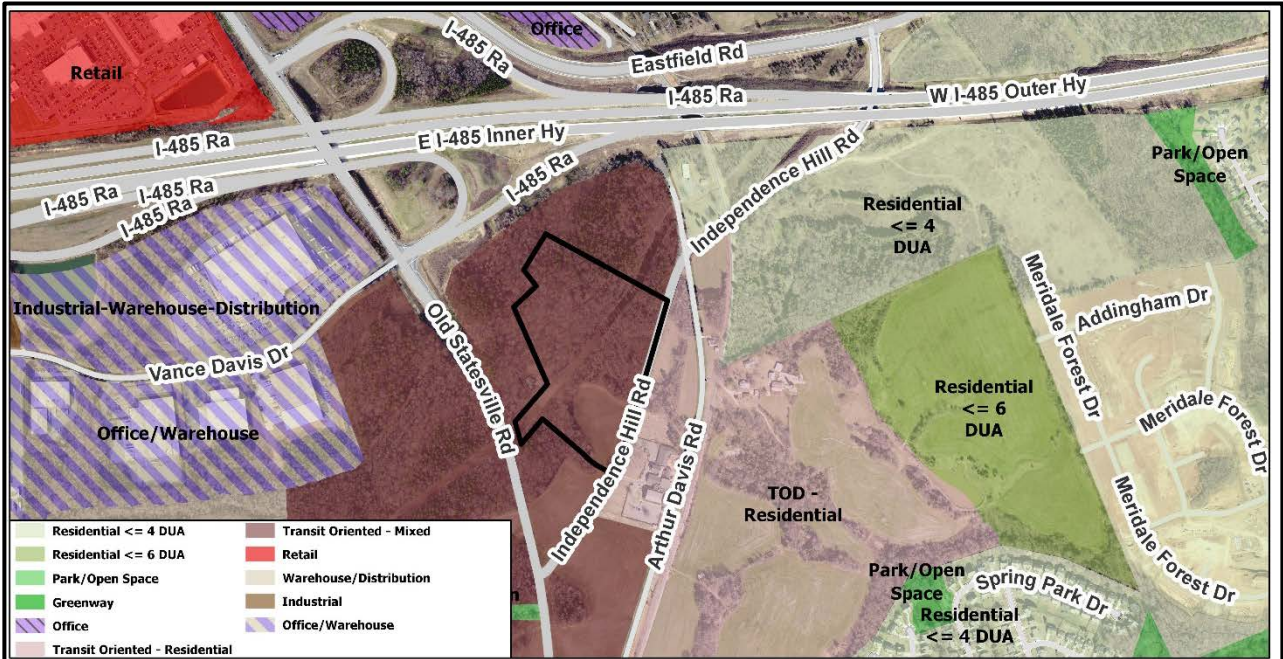 Office
I-485 Ra
Eastfield Rd
Retail
I-485 Ra
W I-485 Outer Hy
I-485 Ra
E I-485 Inner Hy
I-485 Ra
I-485 Ra
I-485 Ra
I-485 Ra
Independence Hill Rd
Park/Open
Space
Residential
<= 4
DUA
Industrial-Warehouse-Distribution
Old Statesville Rd
Addingham Dr
Meridale Forest Dr
Vance Davis Dr
Independence Hill Rd
Residential
<= 6
DUA
Meridale Forest Dr
Office/Warehouse
Arthur Davis Rd
TOD -
Residential
Meridale Forest Dr
Park/Open
Space
Spring Park Dr
Residential
<= 4 DUA
Residential <= 4 DUA
Residential <= 6 DUA
Park/Open Space
Greenway
Office
Transit Oriented - Residential
Transit Oriented - Mixed
Retail
Warehouse/Distribution
Industrial
Office/Warehouse